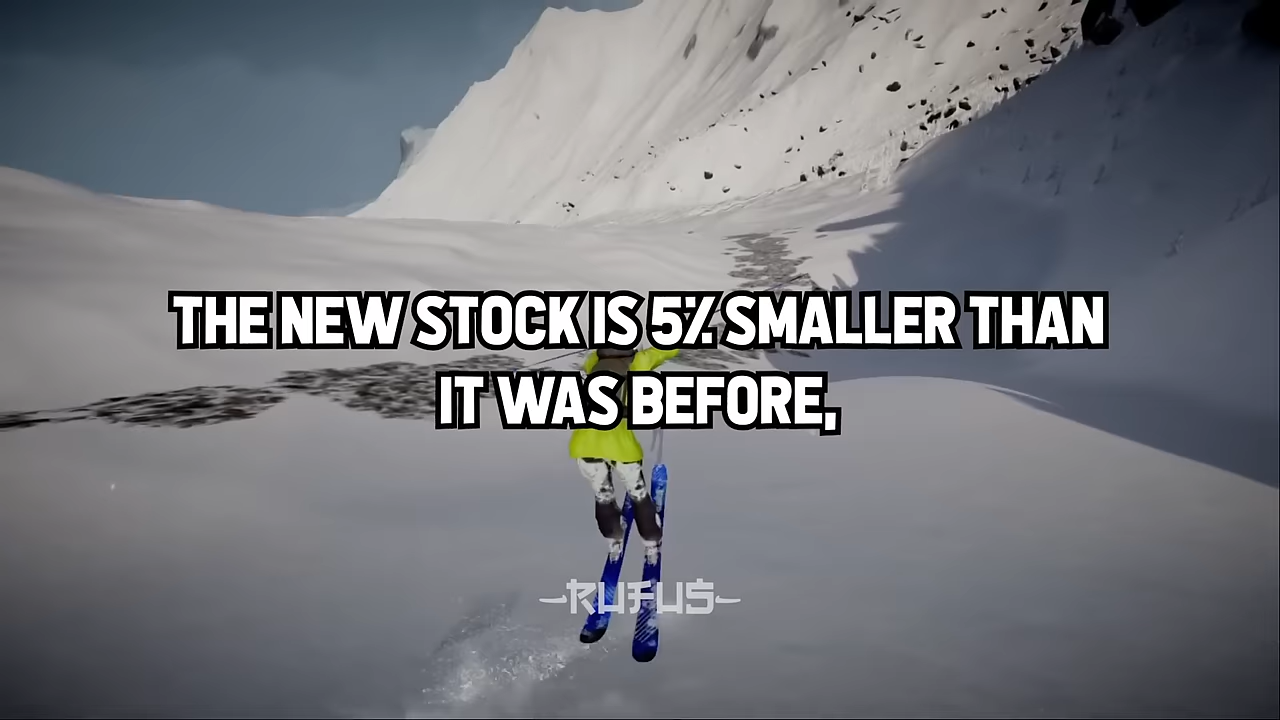 THE NEW STOCK IS 5% SMALLER THAN
IT WAS BEFORE,
RUFUS